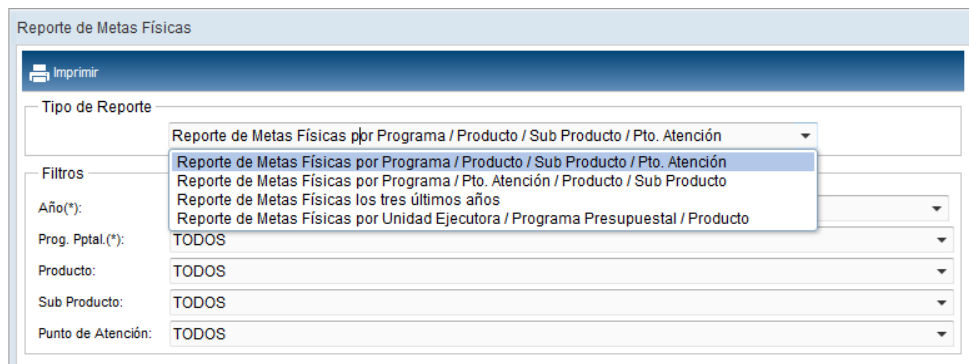 Reporte de Metas Físicas
Imprimir
Tipo de Reporte
Reporte de Metas Físicas por Programa / Producto / Sub Producto / Pto. Atención
Reporte de Metas Físicas por Programa / Producto / Sub Producto / Pto. Atención
Reporte de Metas Físicas por Programa / Pto. Atención / Producto / Sub Producto
Reporte de Metas Físicas los tres últimos años
Reporte de Metas Físicas por Unidad Ejecutora / Programa Presupuestal / Producto
Filtros
Año(*):
Prog. Pptal.(*): TODOS
Producto: TODOS
Sub Producto: TODOS
Punto de Atención: TODOS